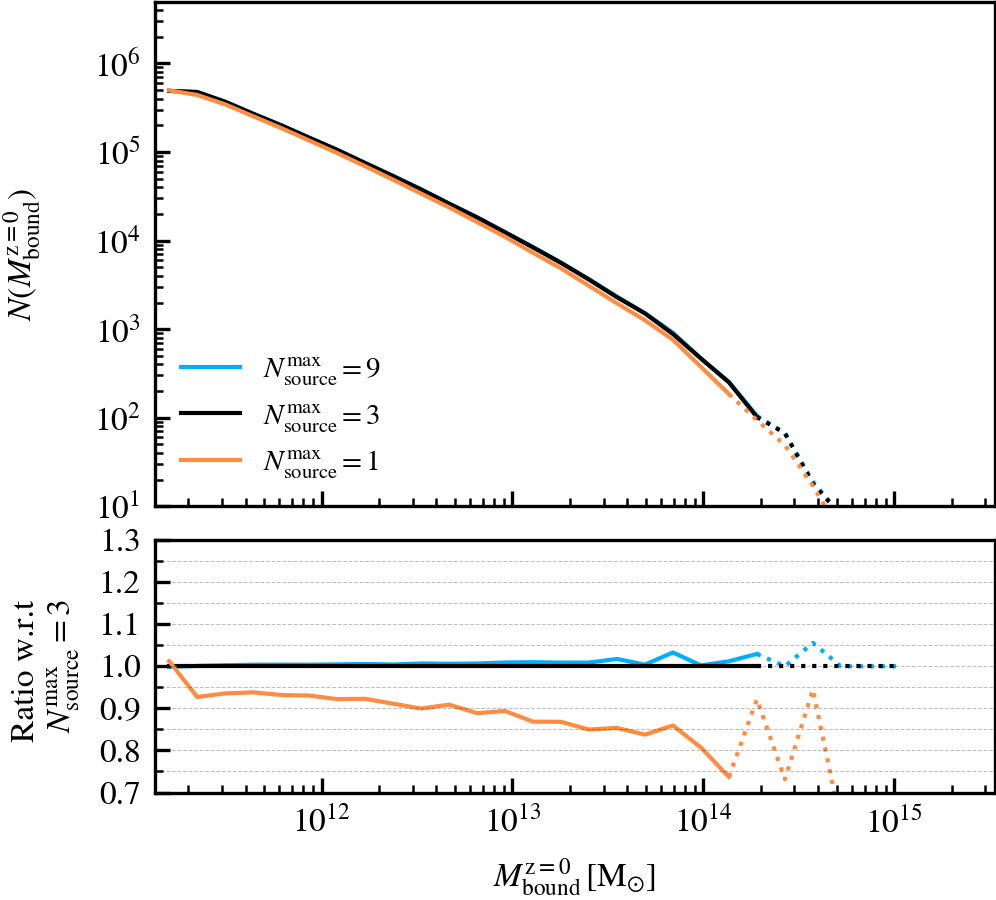 10^6
10^5
10^4
10^3
10^2
10^1
N(M_bound^z=0)
N_source^max = 9
N_source^max = 3
N_source^max = 1
1.3
1.2
1.1
1.0
0.9
0.8
0.7
Ratio w.r.t
N_source^max = 3
10^12 10^13 10^14 10^15
M_bound^z=0 [M_⊙]